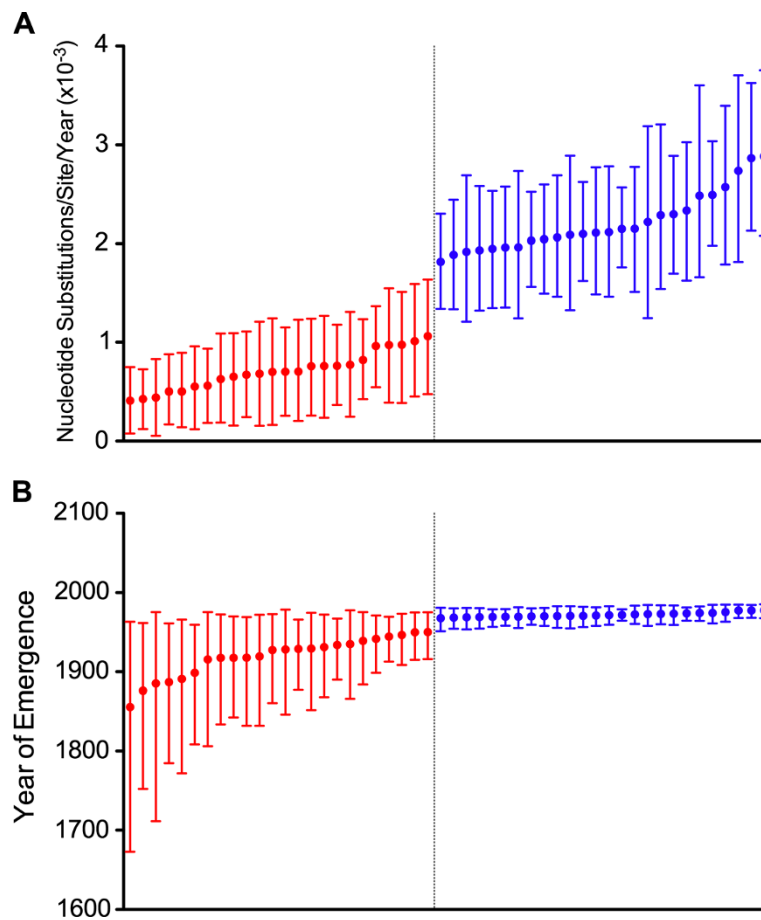 A
Nucleotide Substitutions/Site/Year (x10-3)
4
3
2
1
0
B
Year of Emergence
2100
2000
1900
1800
1700
1600